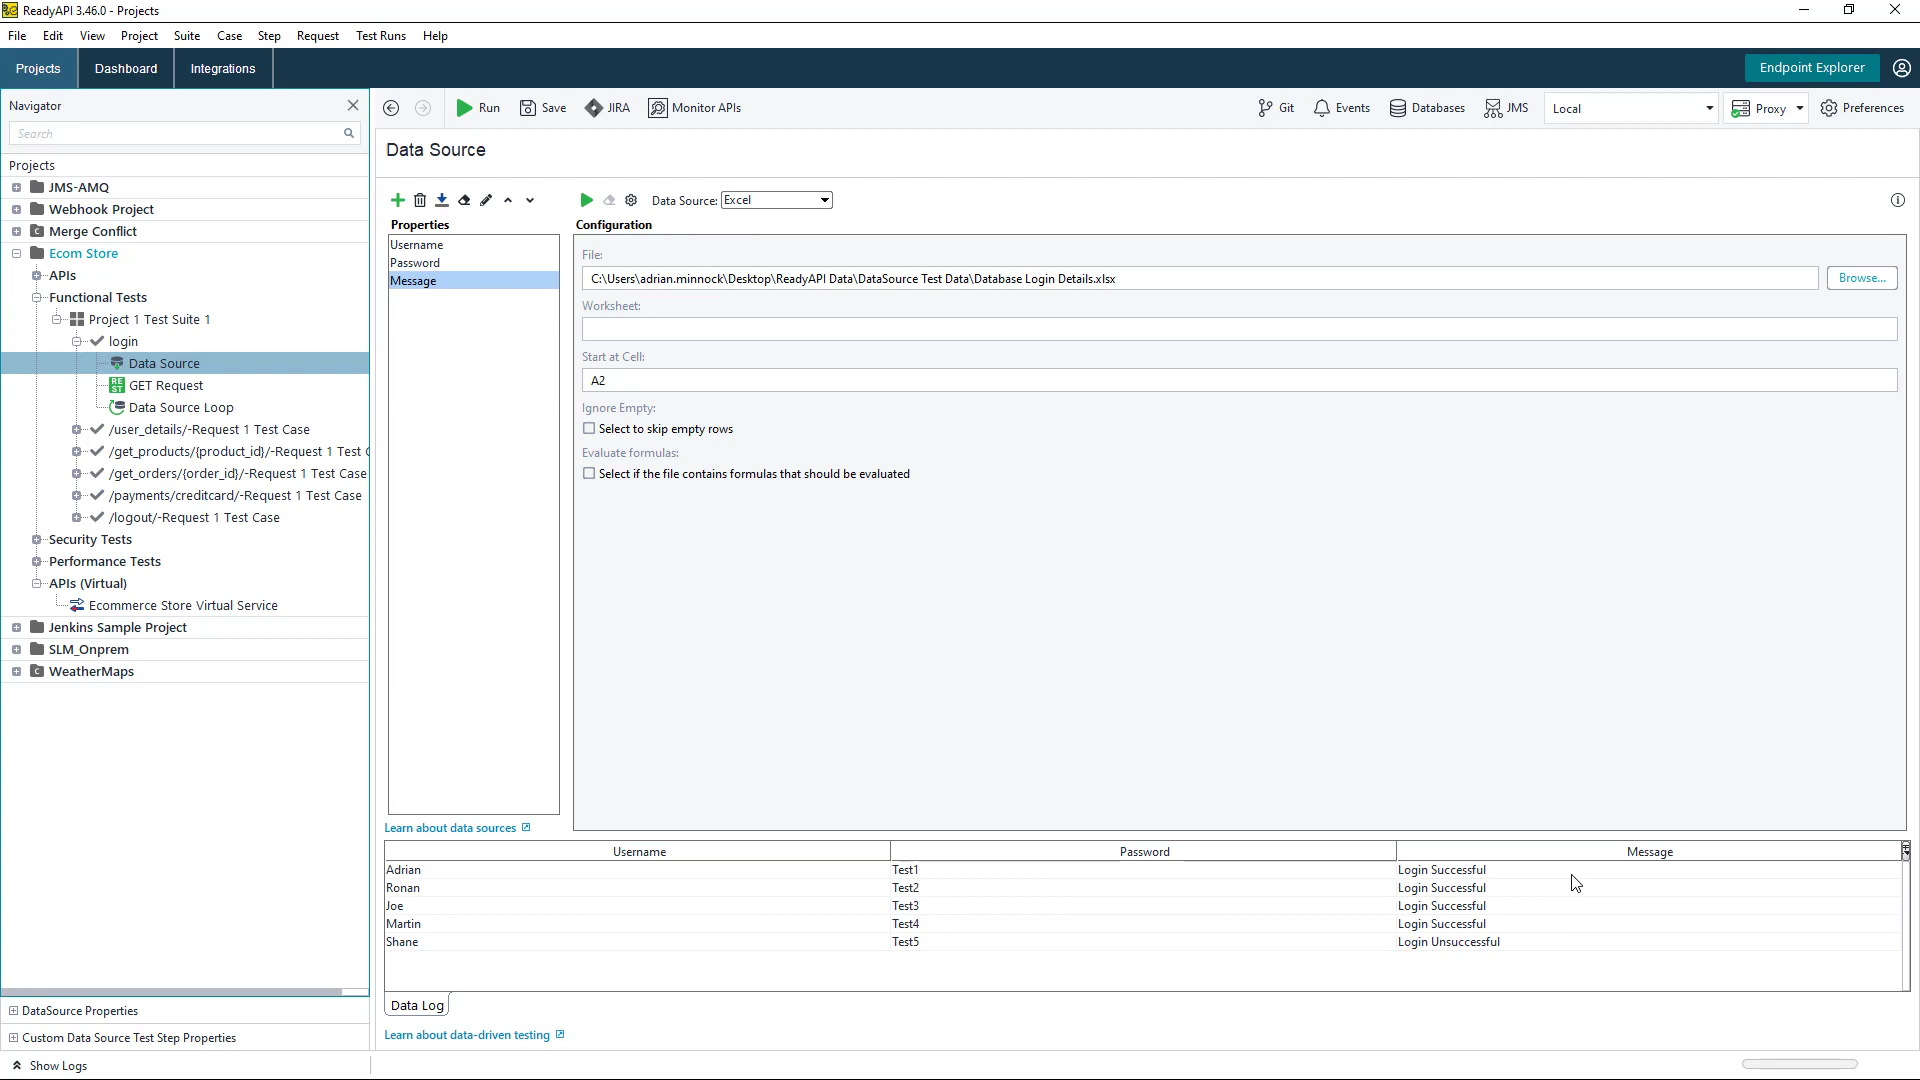 ReadyAPI 3.46.0 - Projects
File Edit View Project Suite Case Step Request Test Runs Help
Projects Dashboard Integrations Endpoint Explorer
Navigator
Search
Projects
JMS-AMQ
Webhook Project
Merge Conflict
Ecom Store
APIs
Functional Tests
Project 1 Test Suite 1
login
Data Source
GET Request
Data Source Loop
/user_details/-Request 1 Test Case
/get_products/{product_id}/-Request 1 Test C
/get_orders/{order_id}/-Request 1 Test Case
/payments/creditcard/-Request 1 Test Case
/logout/-Request 1 Test Case
Security Tests
Performance Tests
APIs (Virtual)
Ecommerce Store Virtual Service
Jenkins Sample Project
SLM_Onprem
WeatherMaps
DataSource Properties
Custom Data Source Test Step Properties
Show Logs
Run Save JIRA Monitor APIs Git Events Databases JMS Local Proxy Preferences
Data Source
Data Source: Excel
Properties
Username
Password
Message
Learn about data sources
Configuration
File:
C:\Users\adrian.minnock\Desktop\ReadyAPI Data\DataSource Test Data\Database Login Details.xlsx Browse...
Worksheet:
Start at Cell:
A2
Ignore Empty:
Select to skip empty rows
Evaluate formulas:
Select if the file contains formulas that should be evaluated
Username Password Message
Adrian Test1 Login Successful
Ronan Test2 Login Successful
Joe Test3 Login Successful
Martin Test4 Login Successful
Shane Test5 Login Unsuccessful
Data Log
Learn about data-driven testing